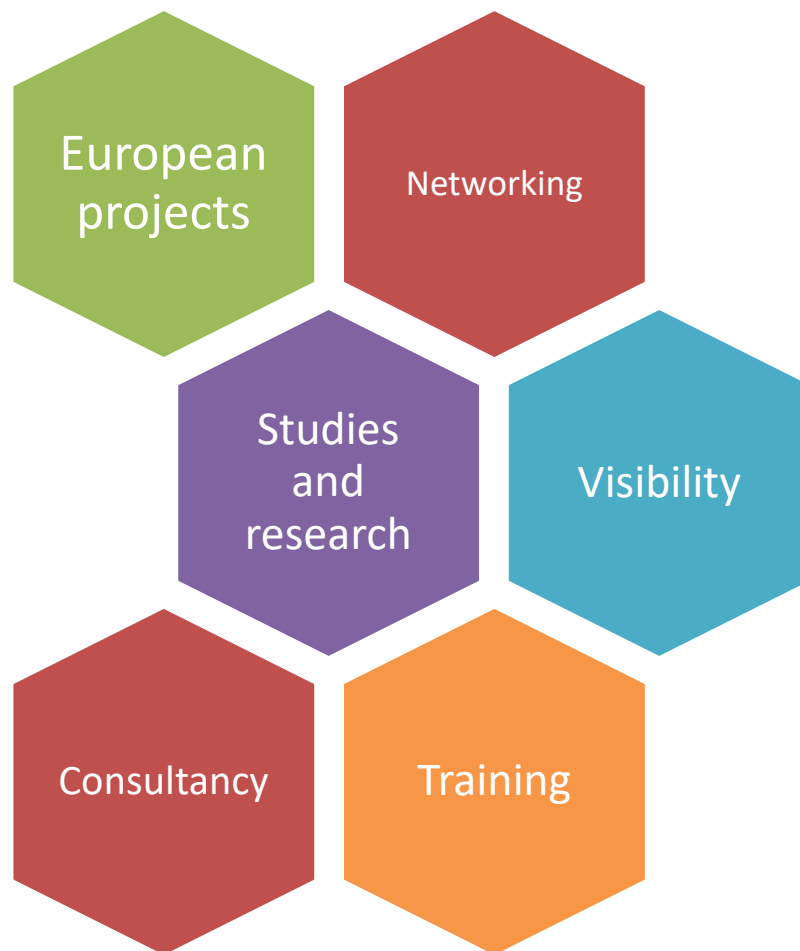 European
projects
Networking
Studies
and
research
Visibility
Consultancy
Training